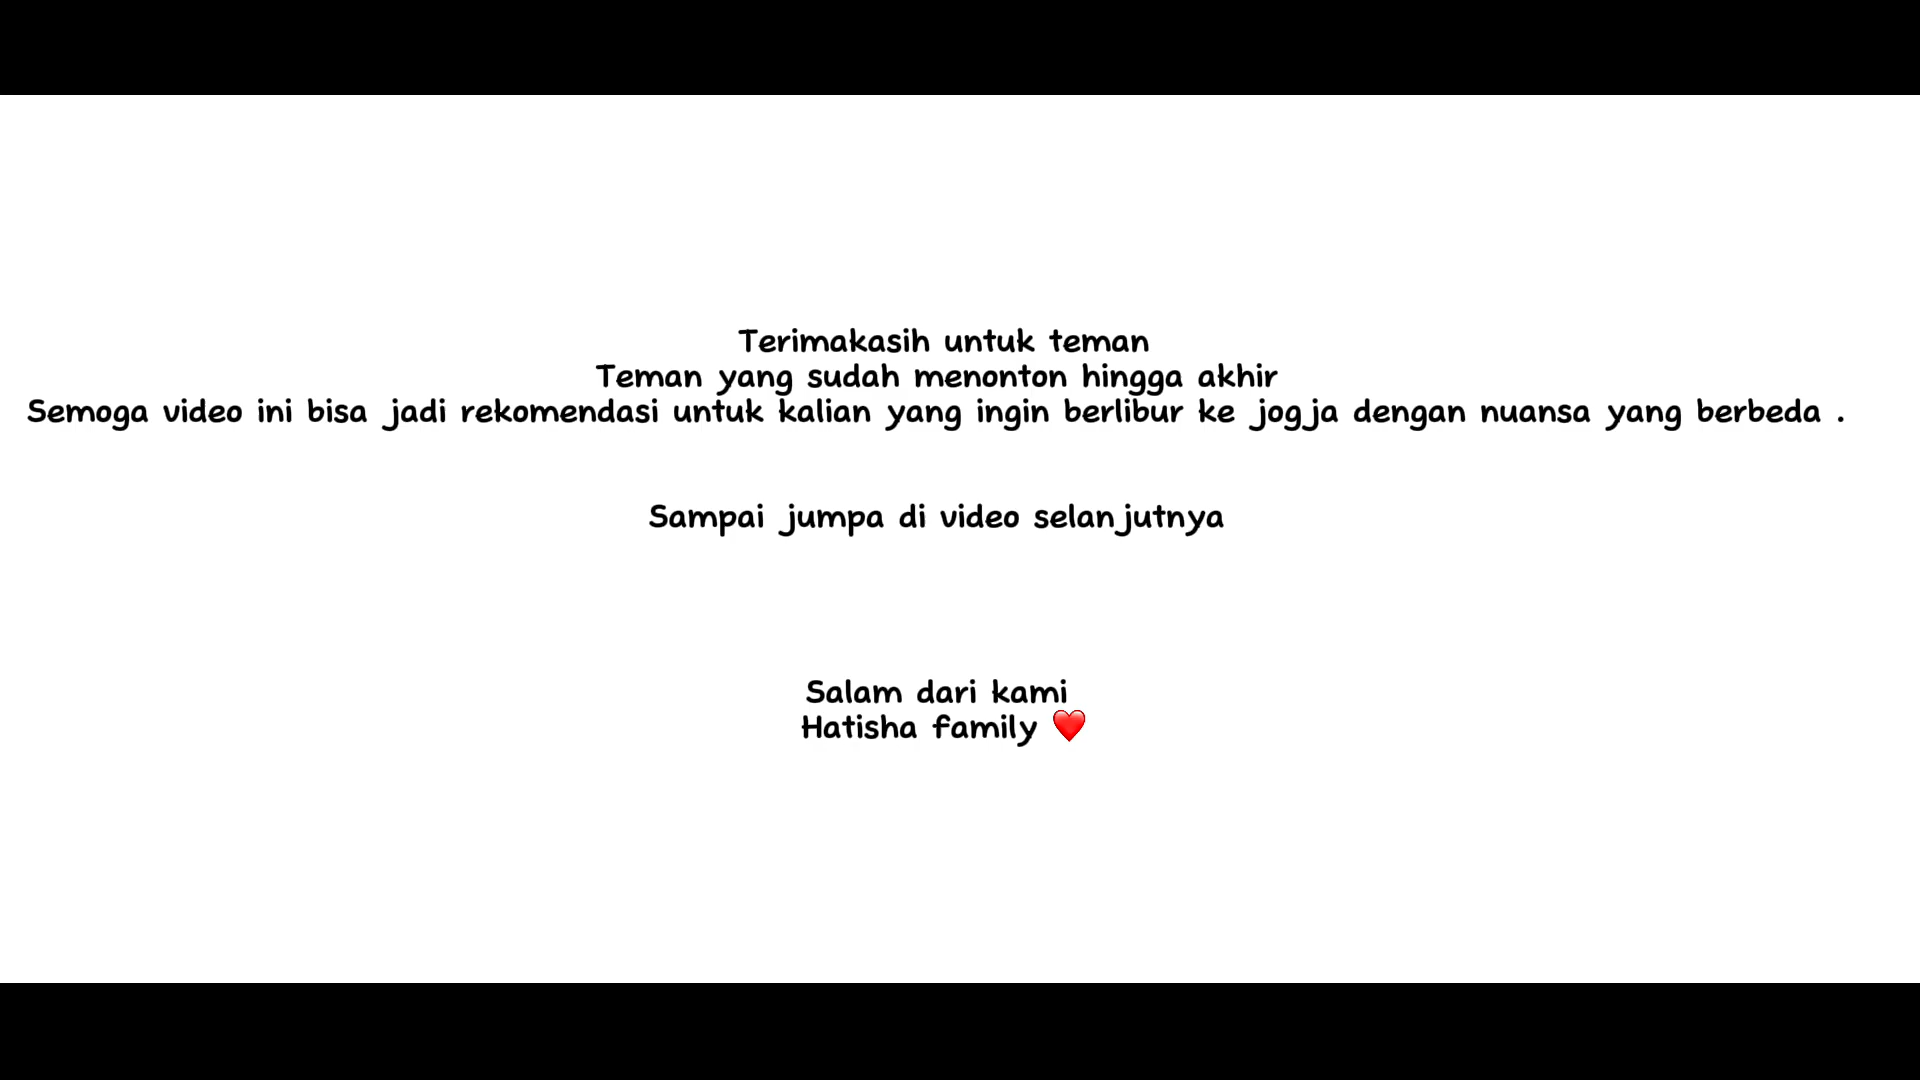 Terimakasih untuk teman
Teman yang sudah menonton hingga akhir
Semoga video ini bisa jadi rekomendasi untuk kalian yang ingin berlibur ke jogja dengan nuansa yang berbeda .
Sampai jumpa di video selanjutnya
Salam dari kami
Hatisha family ❤️